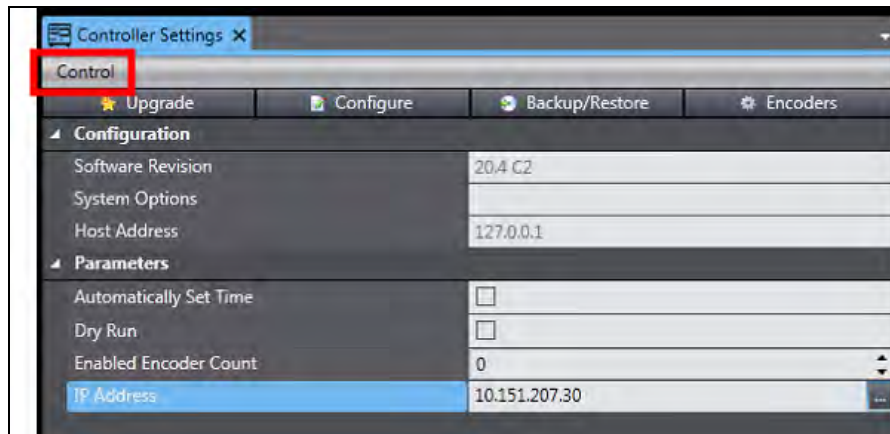 Controller Settings
Control
Upgrade Configure Backup/Restore Encoders
Configuration
Software Revision 20.4 C2
System Options
Host Address 127.0.0.1
Parameters
Automatically Set Time
Dry Run
Enabled Encoder Count 0
IP Address 10.151.207.30 ...